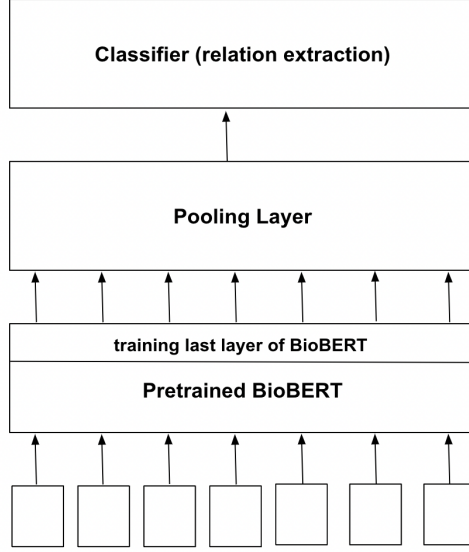 Classifier (relation extraction)
Pooling Layer
training last layer of BioBERT
Pretrained BioBERT